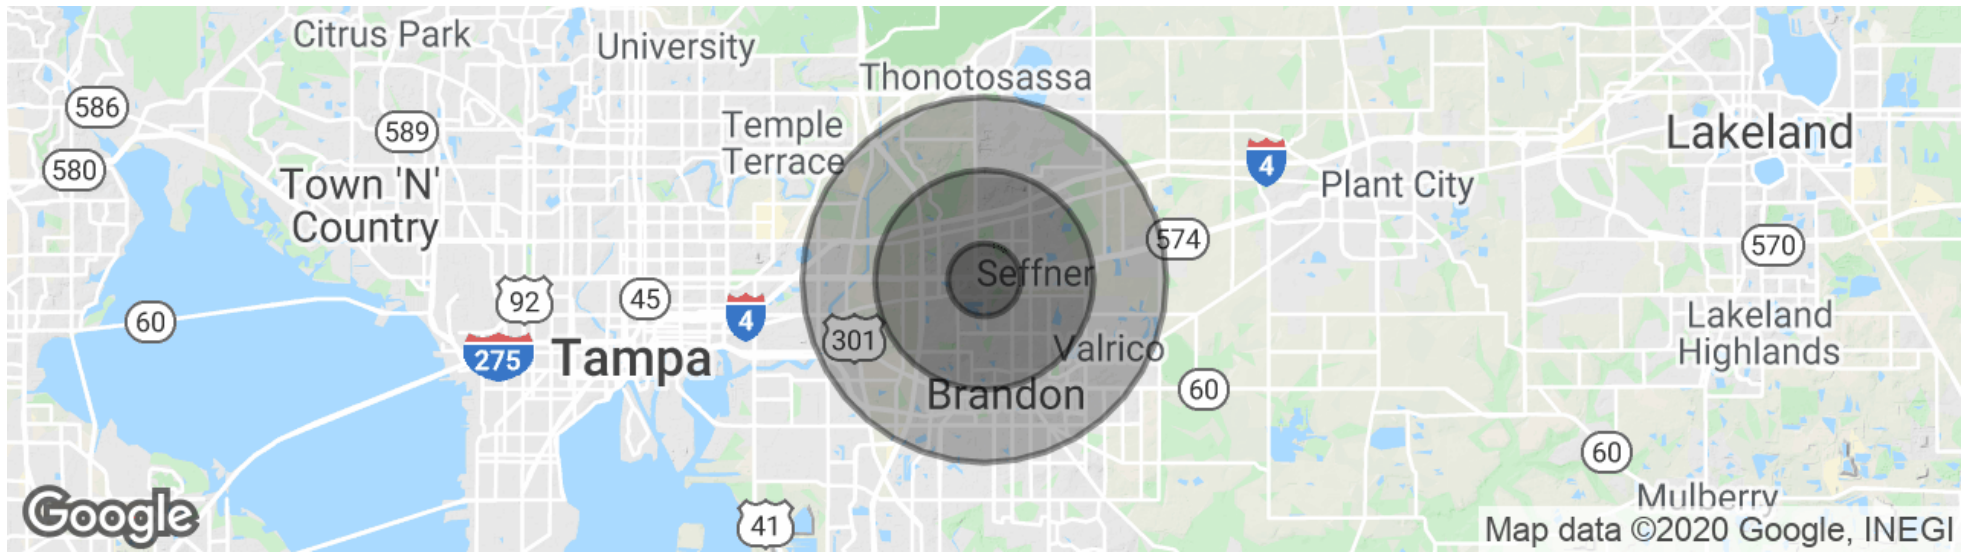 Citrus Park
University
Thonotosassa
586
589
Temple
Terrace
Lakeland
580
4
Town 'N'
Country
Plant City
574
570
Seffner
92
45
4
60
301
Lakeland
Highlands
275
Tampa
Valrico
Brandon
60
60
Mulberry
Google
41
Map data ©2020 Google, INEGI